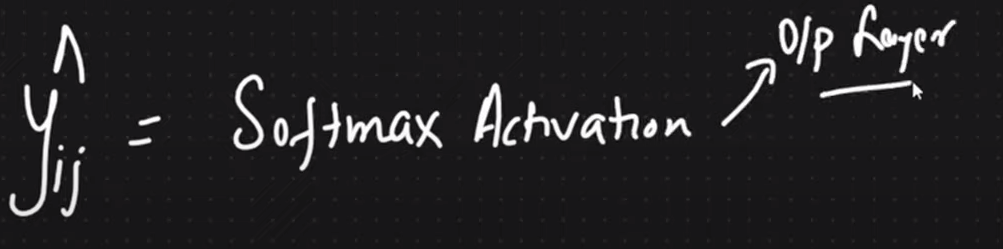 O/P Layer
ŷij = Softmax Activation